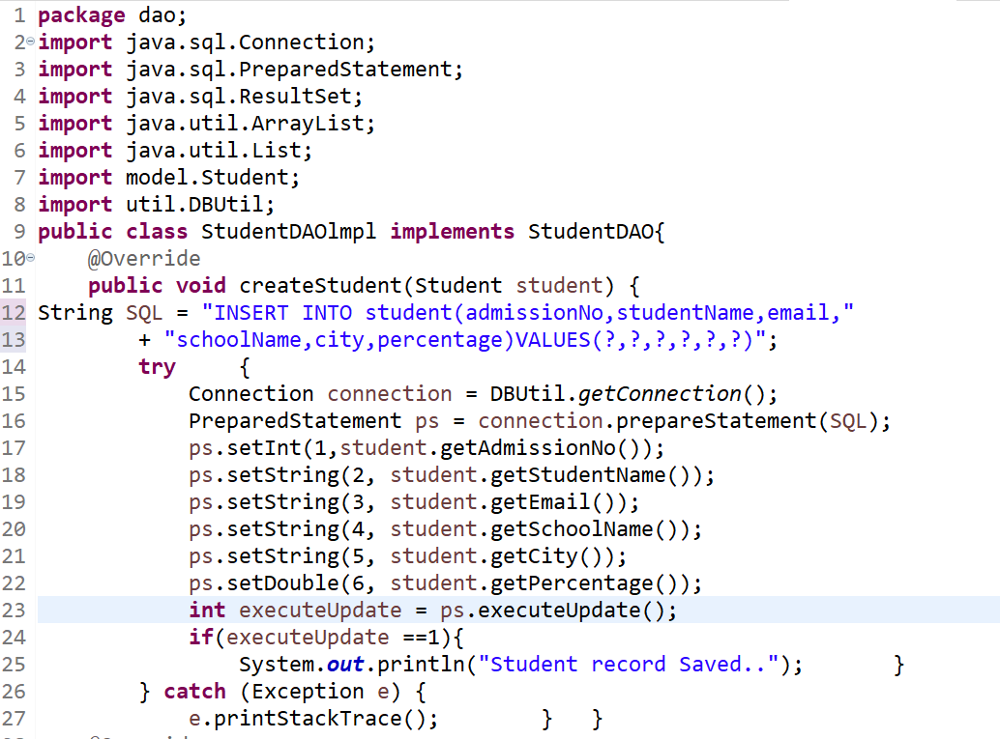 1 package dao;
2 import java.sql.Connection;
3 import java.sql.PreparedStatement;
4 import java.sql.ResultSet;
5 import java.util.ArrayList;
6 import java.util.List;
7 import model.Student;
8 import util.DBUtil;
9 public class StudentDAOlmpl implements StudentDAO{
10 @Override
11 public void createStudent(Student student) {
12 String SQL = "INSERT INTO student(admissionNo,studentName,email,"
13 + "schoolName,city,percentage)VALUES(?,?,?,?,?,?)";
14 try {
15 Connection connection = DBUtil.getConnection();
16 PreparedStatement ps = connection.prepareStatement(SQL);
17 ps.setInt(1,student.getAdmissionNo());
18 ps.setString(2, student.getStudentName());
19 ps.setString(3, student.getEmail());
20 ps.setString(4, student.getSchoolName());
21 ps.setString(5, student.getCity());
22 ps.setDouble(6, student.getPercentage());
23 int executeUpdate = ps.executeUpdate();
24 if(executeUpdate ==1){
25 System.out.println("Student record Saved.."); }
26 } catch (Exception e) {
27 e.printStackTrace(); } }